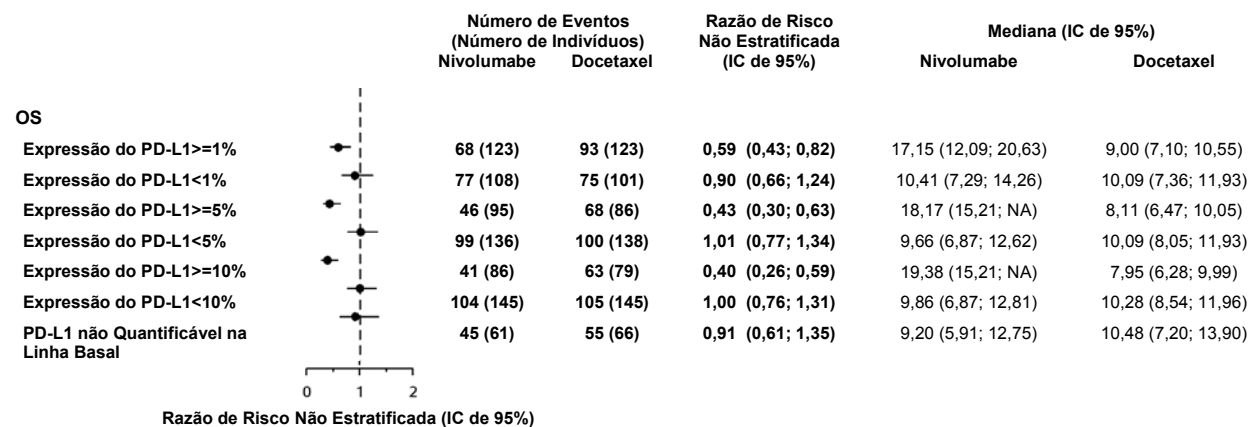 Número de Eventos Razão de Risco
(Número de Indivíduos) Não Estratificada Mediana (IC de 95%)
Nivolumabe Docetaxel (IC de 95%) Nivolumabe Docetaxel
OS
Expressão do PD-L1>=1% 68 (123) 93 (123) 0,59 (0,43; 0,82) 17,15 (12,09; 20,63) 9,00 (7,10; 10,55)
Expressão do PD-L1<1% 77 (108) 75 (101) 0,90 (0,66; 1,24) 10,41 (7,29; 14,26) 10,09 (7,36; 11,93)
Expressão do PD-L1>=5% 46 (95) 68 (86) 0,43 (0,30; 0,63) 18,17 (15,21; NA) 8,11 (6,47; 10,05)
Expressão do PD-L1<5% 99 (136) 100 (138) 1,01 (0,77; 1,34) 9,66 (6,87; 12,62) 10,09 (8,05; 11,93)
Expressão do PD-L1>=10% 41 (86) 63 (79) 0,40 (0,26; 0,59) 19,38 (15,21; NA) 7,95 (6,28; 9,99)
Expressão do PD-L1<10% 104 (145) 105 (145) 1,00 (0,76; 1,31) 9,86 (6,87; 12,81) 10,28 (8,54; 11,96)
PD-L1 não Quantificável na 45 (61) 55 (66) 0,91 (0,61; 1,35) 9,20 (5,91; 12,75) 10,48 (7,20; 13,90)
Linha Basal
0 1 2
Razão de Risco Não Estratificada (IC de 95%)